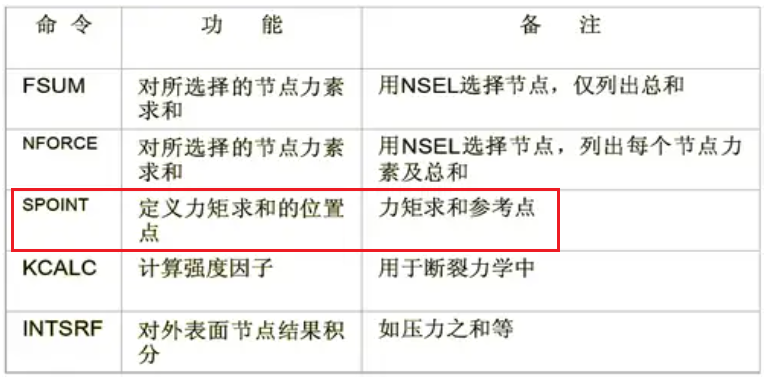 命 令 功 能 备 注
FSUM 对所选择的节点力素 用NSEL选择节点，仅列出总和
求和
NFORCE 对所选择的节点力素 用NSEL选择节点，列出每个节点力
求和 素及总和
SPOINT 定义力矩求和的位置 力矩求和参考点
点
KCALC 计算强度因子 用于断裂力学中
INTSRF 对外表面节点结果积 如压力之和等
分